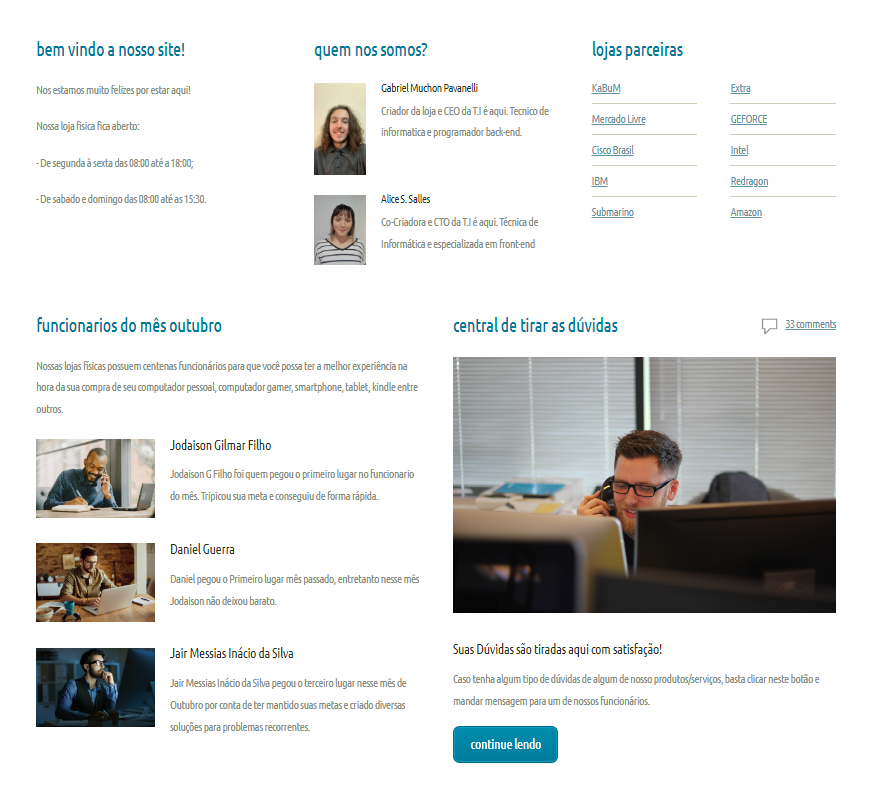 bem vindo a nosso site!
Nos estamos muito felizes por estar aqui!
Nossa loja fisica fica aberto:
- De segunda à sexta das 08:00 até a 18:00;
- De sabado e domingo das 08:00 até as 15:30.
quem nos somos?
Gabriel Muchon Pavanelli
Criador da loja e CEO da T.I é aqui. Tecnico de
informatica e programador back-end.
Alice S. Salles
Co-Criadora e CTO da T.I é aqui. Técnica de
Informática e especializada em front-end
lojas parceiras
KaBuM
Mercado Livre
Cisco Brasil
IBM
Submarino
Extra
GEFORCE
Intel
Redragon
Amazon
funcionarios do mês outubro
Nossas lojas físicas possuem centenas funcionários para que você possa ter a melhor experiência na
hora da sua compra de seu computador pessoal, computador gamer, smartphone, tablet, kindle entre
outros.
Jodaison Gilmar Filho
Jodaison G Filho foi quem pegou o primeiro lugar no funcionario
do mês. Tripicou sua meta e conseguiu de forma rápida.
Daniel Guerra
Daniel pegou o Primeiro lugar mês passado, entretanto nesse mês
Jodaison não deixou barato.
Jair Messias Inácio da Silva
Jair Messias Inácio da Silva pegou o terceiro lugar nesse mês de
Outubro por conta de ter mantido suas metas e criado diversas
soluções para problemas recorrentes.
central de tirar as dúvidas
33 comments
Suas Dúvidas são tiradas aqui com satisfação!
Caso tenha algum tipo de dúvidas de algum de nosso produtos/serviços, basta clicar neste botão e
mandar mensagem para um de nossos funcionários.
continue lendo